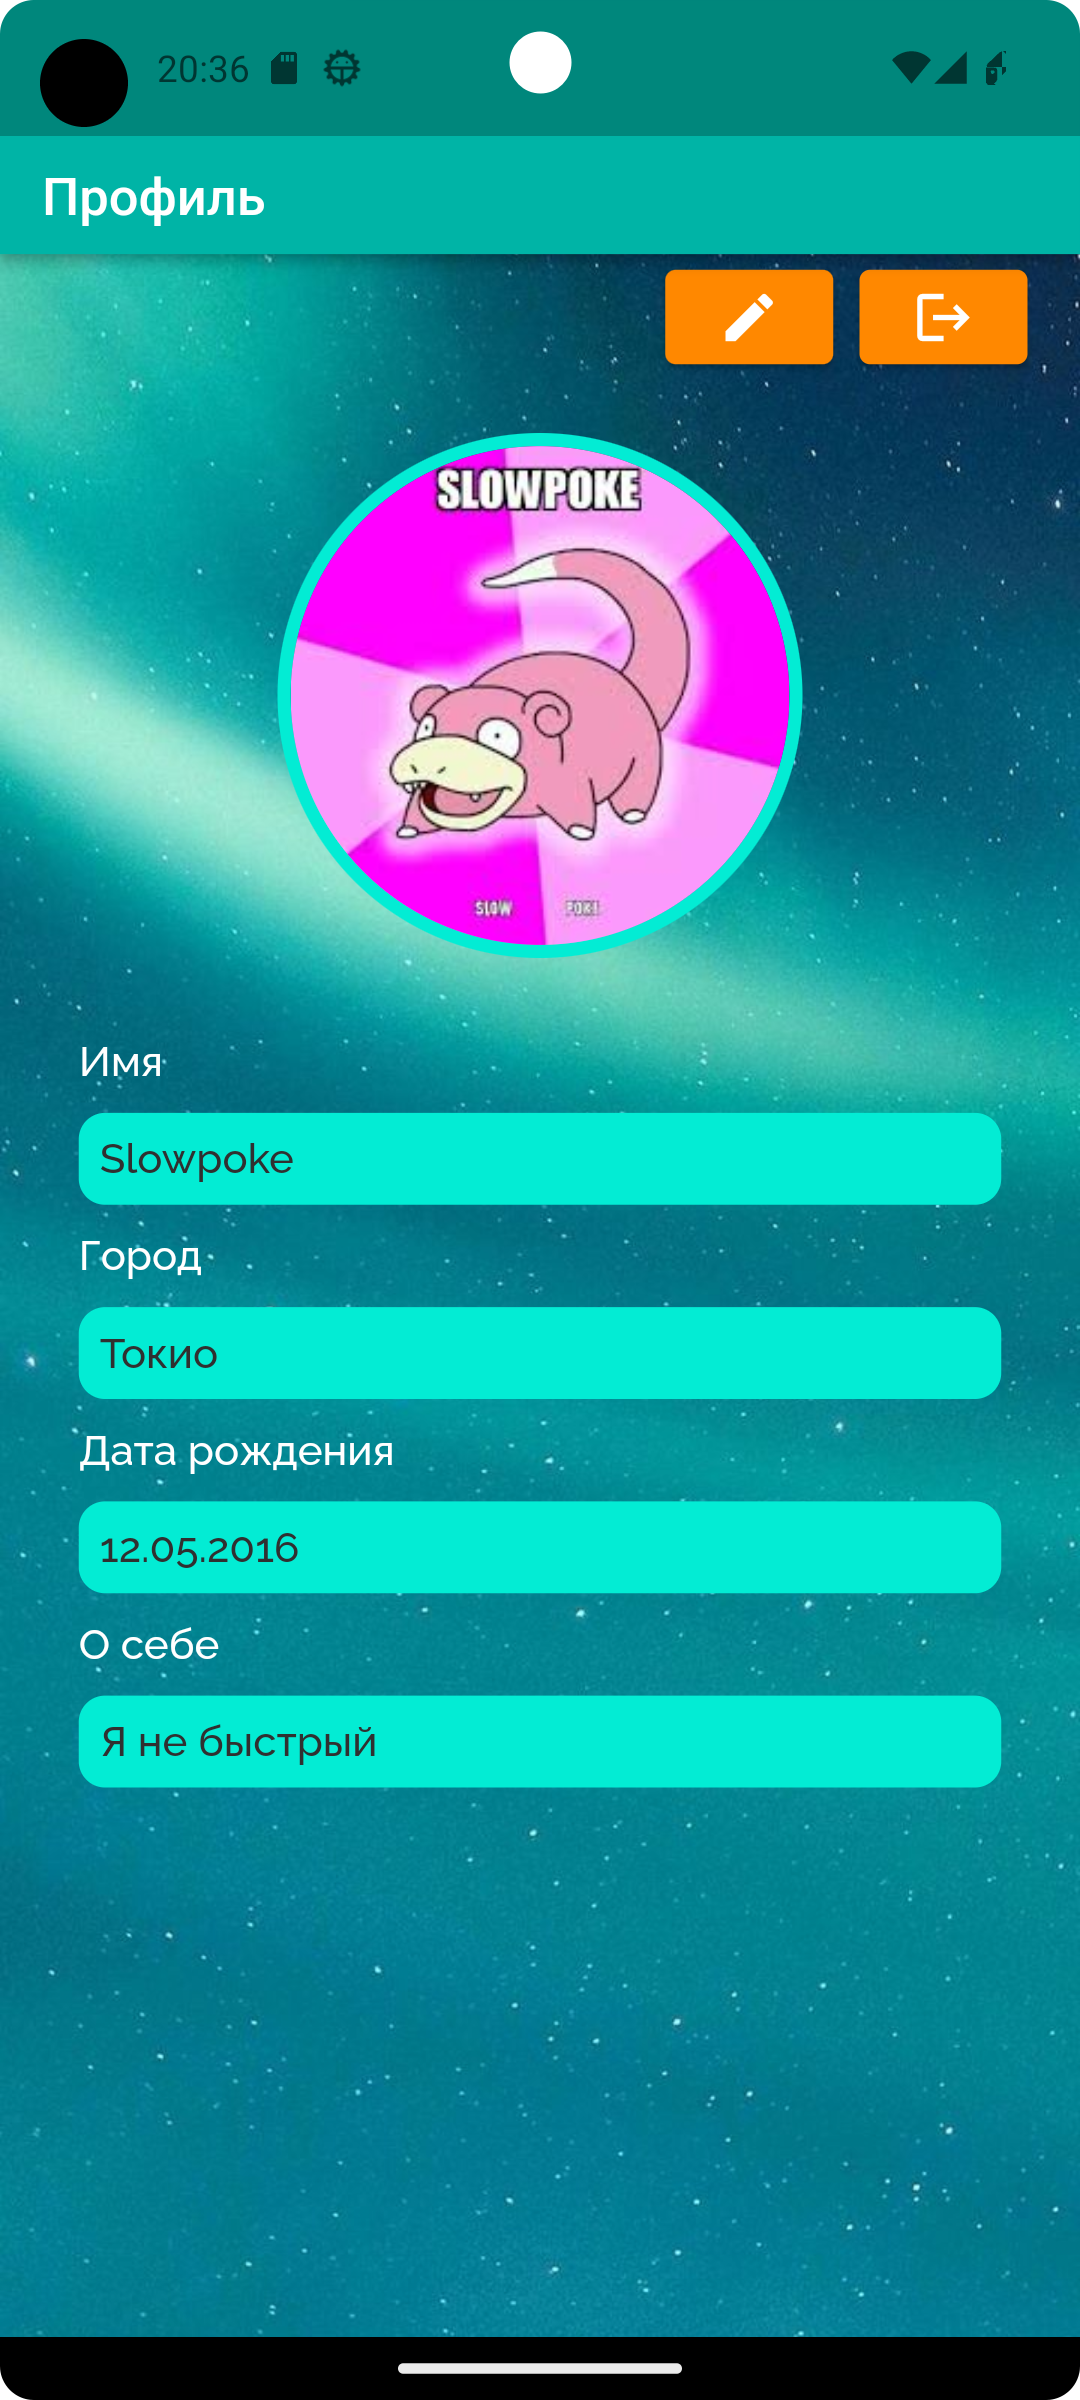 20:36
Профиль
SLOWPOKE
SLOW POKE
Имя
Slowpoke
Город
Токио
Дата рождения
12.05.2016
О себе
Я не быстрый